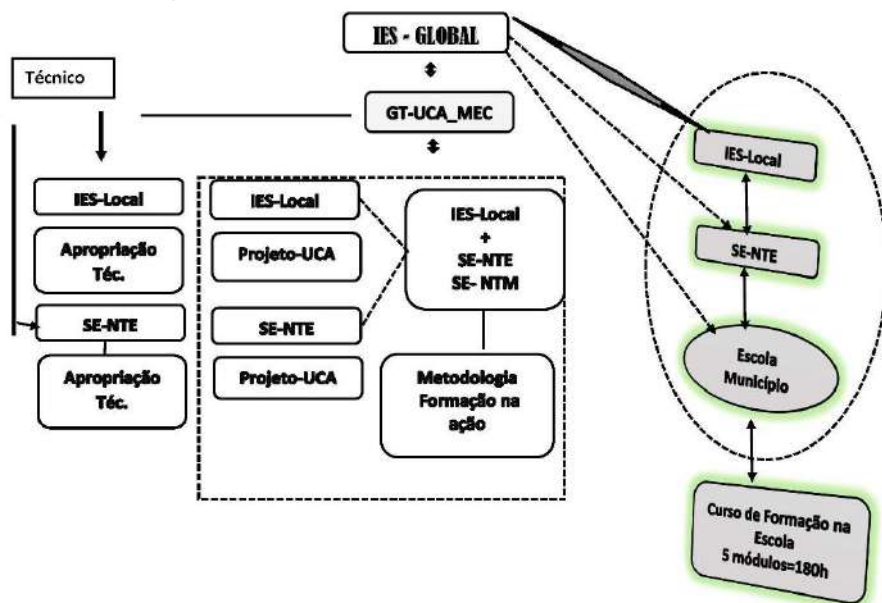 IES - GLOBAL
Técnico
GT-UCA_MEC
IES-Local
Apropriação
Téc.
SE-NTE
Apropriação
Téc.
IES-Local
Projeto-UCA
SE-NTE
Projeto-UCA
IES-Local
+
SE-NTE
SE- NTM
Metodologia
Formação na
ação
IES-Local
SE-NTE
Escola
Município
Curso de Formação na
Escola
5 módulos=180h